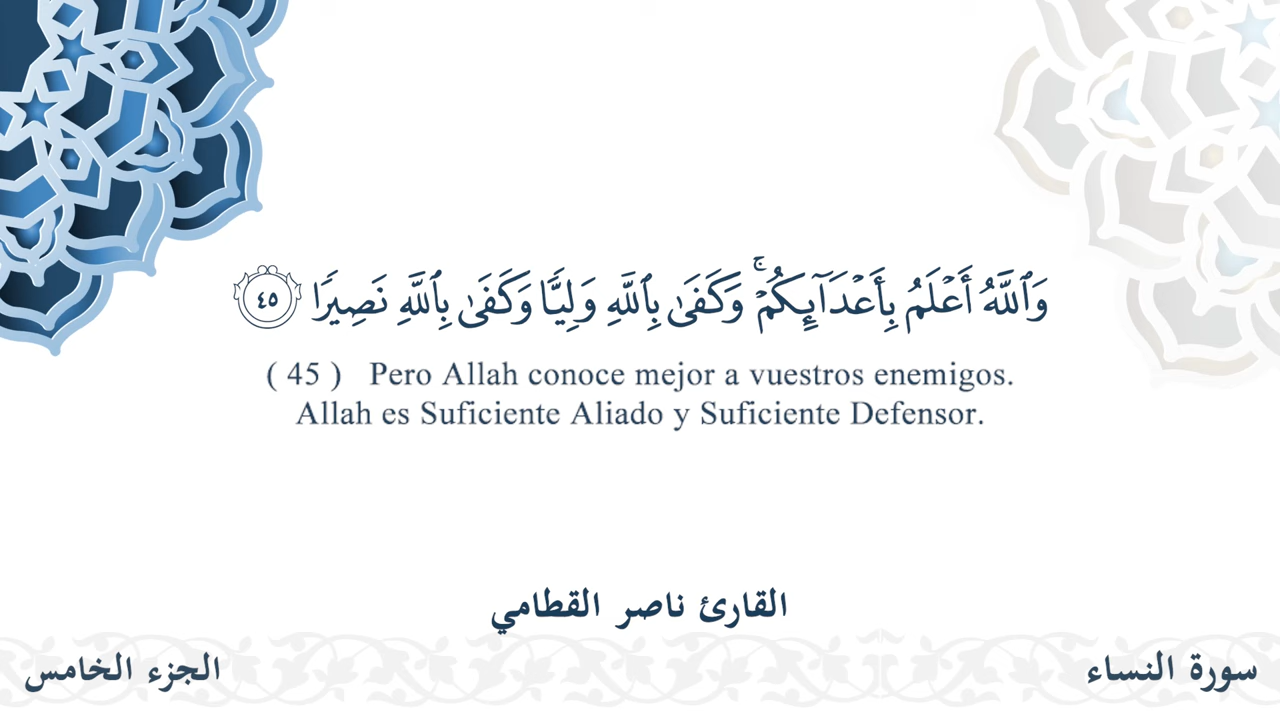 وَٱللَّهُ أَعْلَمُ بِأَعْدَآئِكُمْ ۚ وَكَفَىٰ بِٱللَّهِ وَلِيًّا وَكَفَىٰ بِٱللَّهِ نَصِيرًا ٤٥
( 45 ) Pero Allah conoce mejor a vuestros enemigos.
Allah es Suficiente Aliado y Suficiente Defensor.
القارئ ناصر القطامي
سورة النساء
الجزء الخامس